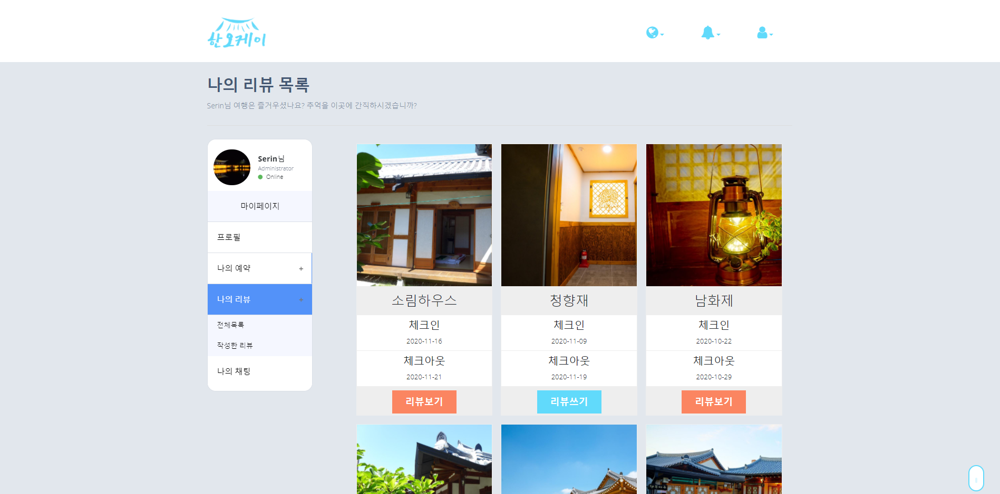 한오케이
나의 리뷰 목록
Serin님 여행은 즐거우셨나요? 추억을 이곳에 간직하시겠습니까?
Serin님
Administrator
Online
마이페이지
프로필
나의 예약 +
나의 리뷰 +
전체목록
작성한 리뷰
나의 채팅
소림하우스
체크인
2020-11-16
체크아웃
2020-11-21
리뷰보기
청향재
체크인
2020-11-09
체크아웃
2020-11-19
리뷰쓰기
남화제
체크인
2020-10-22
체크아웃
2020-10-29
리뷰보기